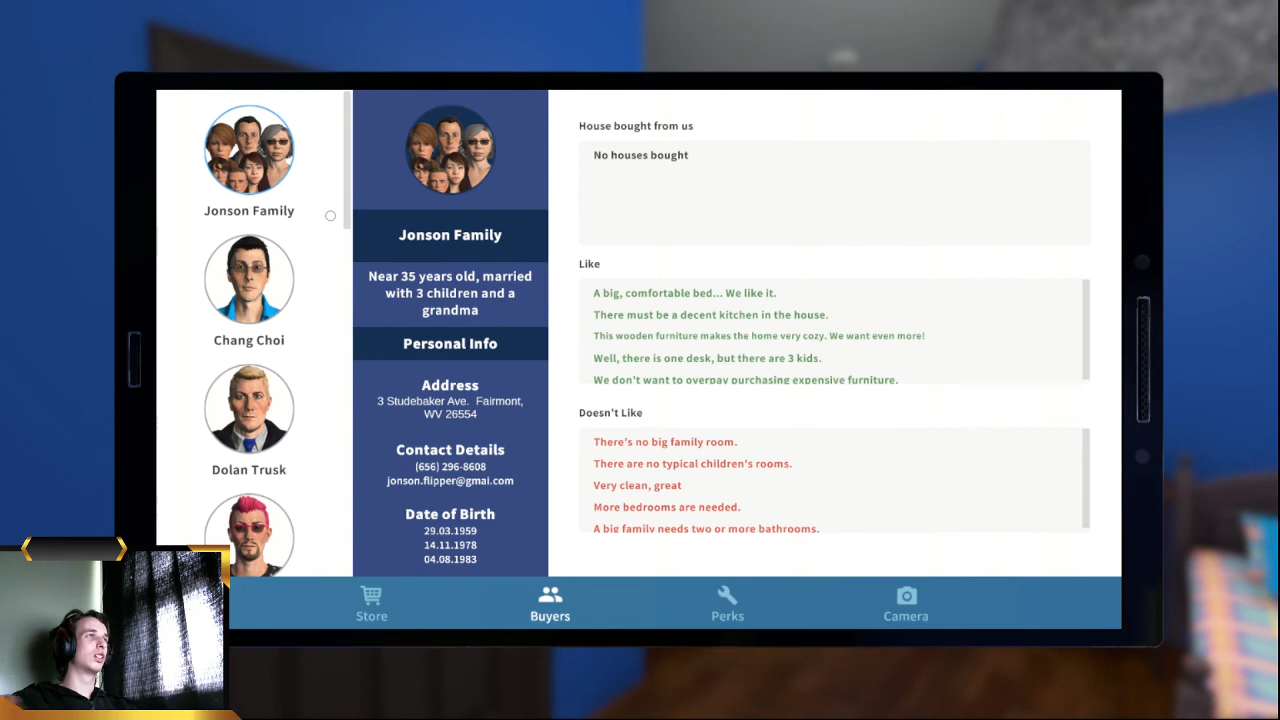 Jonson Family
Chang Choi
Dolan Trusk
Jonson Family
Near 35 years old, married
with 3 children and a
grandma
Personal Info
Address
3 Studebaker Ave. Fairmont,
WV 26554
Contact Details
(656) 296-8608
jonson.flipper@gmai.com
Date of Birth
29.03.1959
14.11.1978
04.08.1983
House bought from us
No houses bought
Like
A big, comfortable bed... We like it.
There must be a decent kitchen in the house.
This wooden furniture makes the home very cozy. We want even more!
Well, there is one desk, but there are 3 kids.
We don't want to overpay purchasing expensive furniture.
Doesn't Like
There's no big family room.
There are no typical children's rooms.
Very clean, great
More bedrooms are needed.
A big family needs two or more bathrooms.
Store
Buyers
Perks
Camera